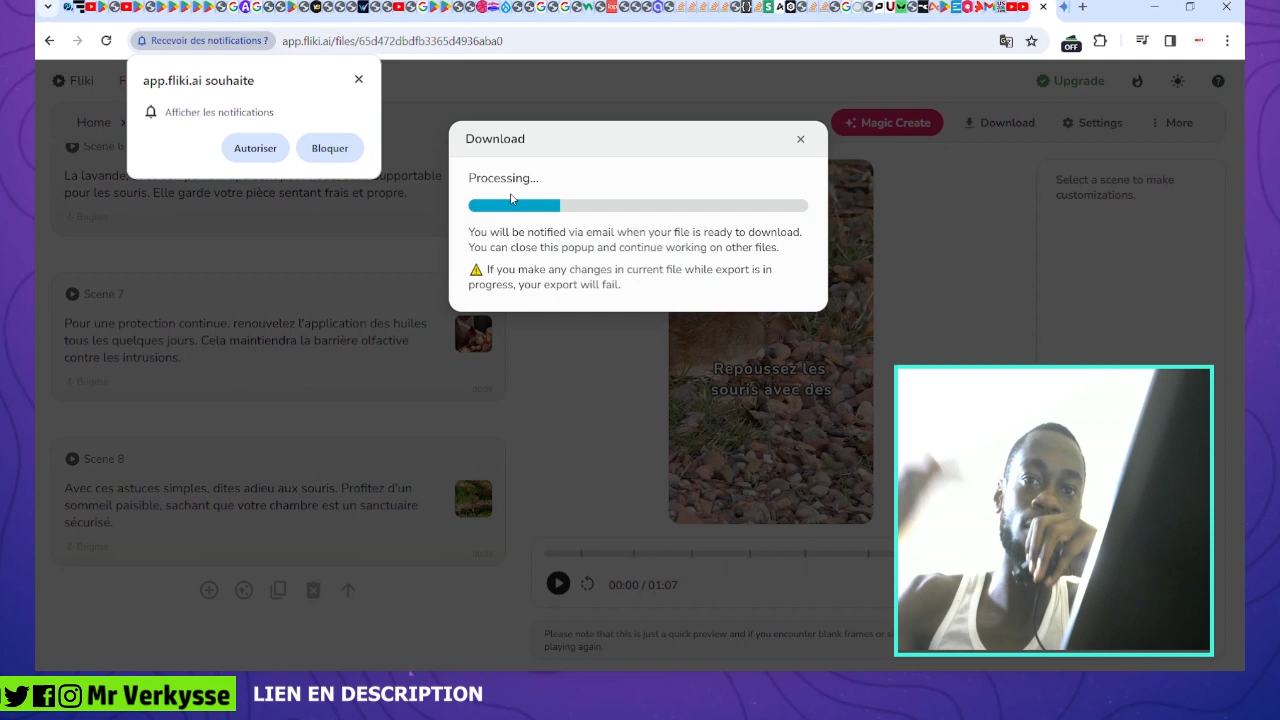 Recevoir des notifications ?
app.fliki.ai/files/65d472dbdfb3365d4936aba0
OFF
app.fliki.ai souhaite
Afficher les notifications
Autoriser
Bloquer
Fliki
Upgrade
Home
Magic Create
Download
Settings
More
Scene 6
pour les souris. Elle garde votre pièce sentant frais et propre.
Brigitte
Download
Processing...
You will be notified via email when your file is ready to download.
You can close this popup and continue working on other files.
If you make any changes in current file while export is in
progress, your export will fail.
Select a scene to make
customizations.
Scene 7
Pour une protection continue. renouvelez l'application des huiles
tous les quelques jours. Cela maintiendra la barrière olfactive
contre les intrusions.
Brigitte
Repoussez les
souris avec des
Scene 8
Avec ces astuces simples, dites adieu aux souris. Profitez d'un
sommeil paisible, sachant que votre chambre est un sanctuaire
sécurisé.
Brigitte
00:00 / 01:07
Please note that this is just a quick preview and if you encounter blank frames or
playing again.
Mr Verkysse
LIEN EN DESCRIPTION